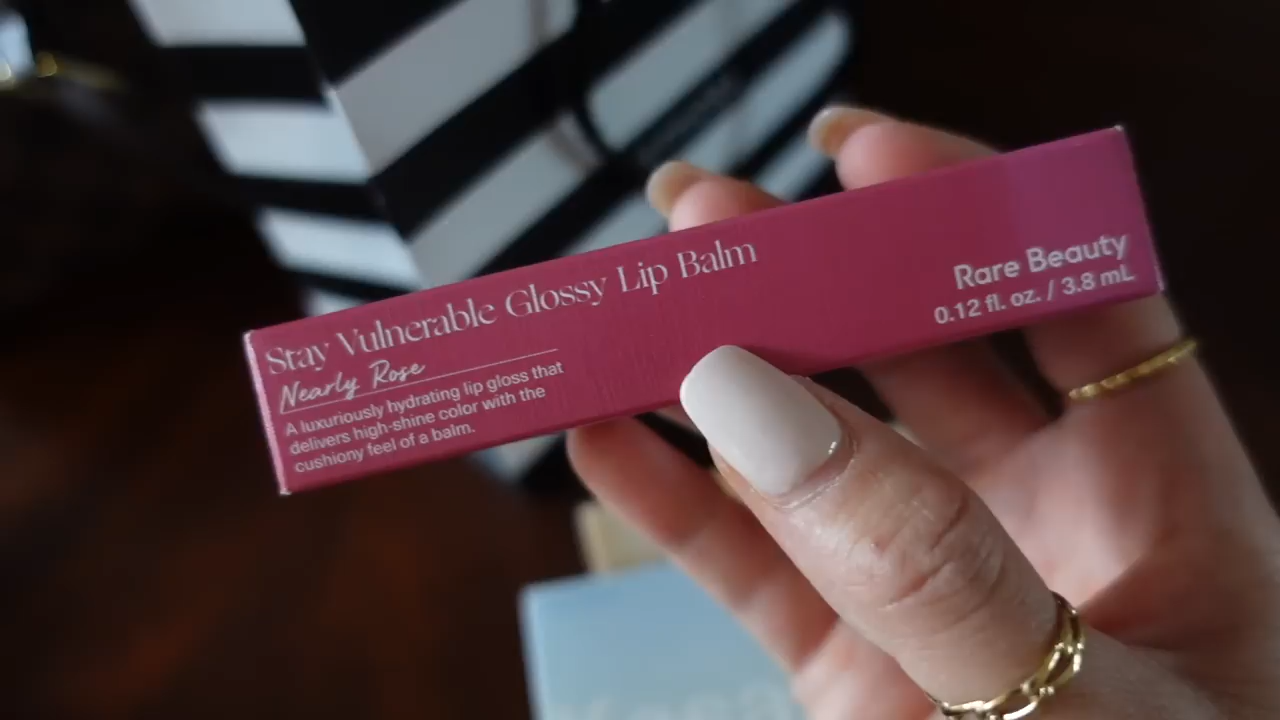 Stay Vulnerable Glossy Lip Balm
Nearly Rose
A luxuriously hydrating lip gloss that
delivers high-shine color with the
cushiony feel of a balm.
Rare Beauty
0.12 fl. oz. / 3.8 mL